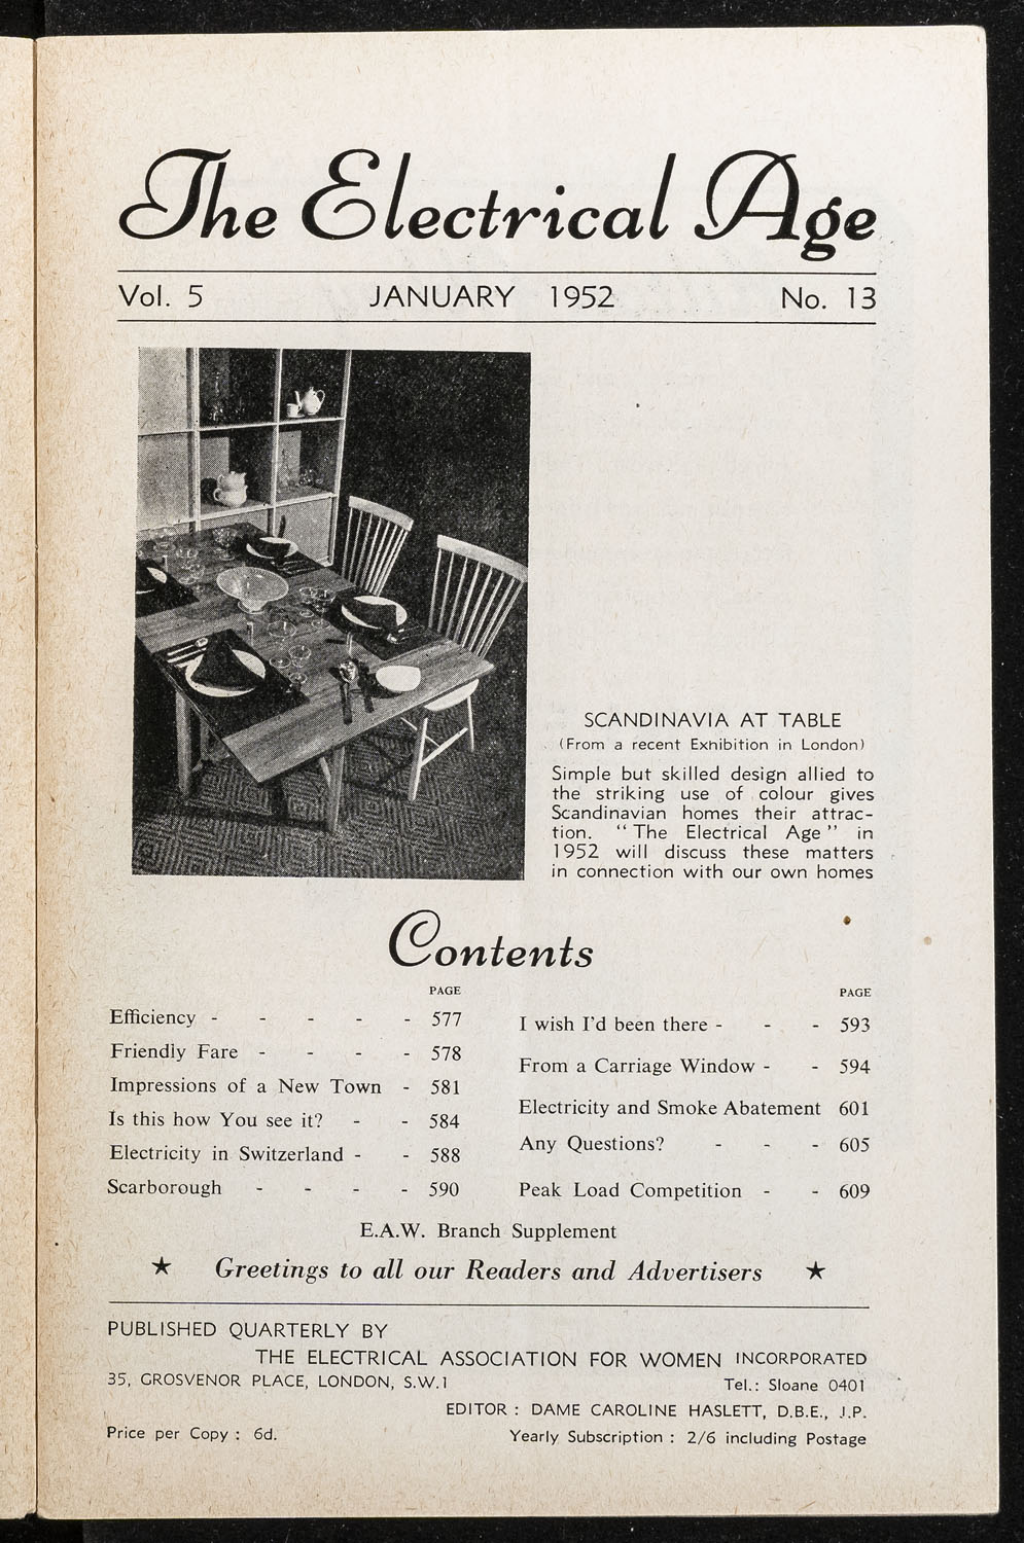 The Electrical Age
Vol. 5 JANUARY 1952 No. 13
SCANDINAVIA AT TABLE
(From a recent Exhibition in London)
Simple but skilled design allied to
the striking use of colour gives
Scandinavian homes their attrac-
tion. "The Electrical Age" in
1952 will discuss these matters
in connection with our own homes
Contents
PAGE
Efficiency - - - - - 577
Friendly Fare - - - - 578
Impressions of a New Town - 581
Is this how You see it? - - 584
Electricity in Switzerland - - 588
Scarborough - - - - 590
PAGE
I wish I'd been there - - - 593
From a Carriage Window - - 594
Electricity and Smoke Abatement 601
Any Questions? - - - 605
Peak Load Competition - - 609
E.A.W. Branch Supplement
★ Greetings to all our Readers and Advertisers ★
PUBLISHED QUARTERLY BY
THE ELECTRICAL ASSOCIATION FOR WOMEN INCORPORATED
35, GROSVENOR PLACE, LONDON, S.W.1 Tel.: Sloane 0401
EDITOR : DAME CAROLINE HASLETT, D.B.E., J.P.
Price per Copy : 6d. Yearly Subscription : 2/6 including Postage